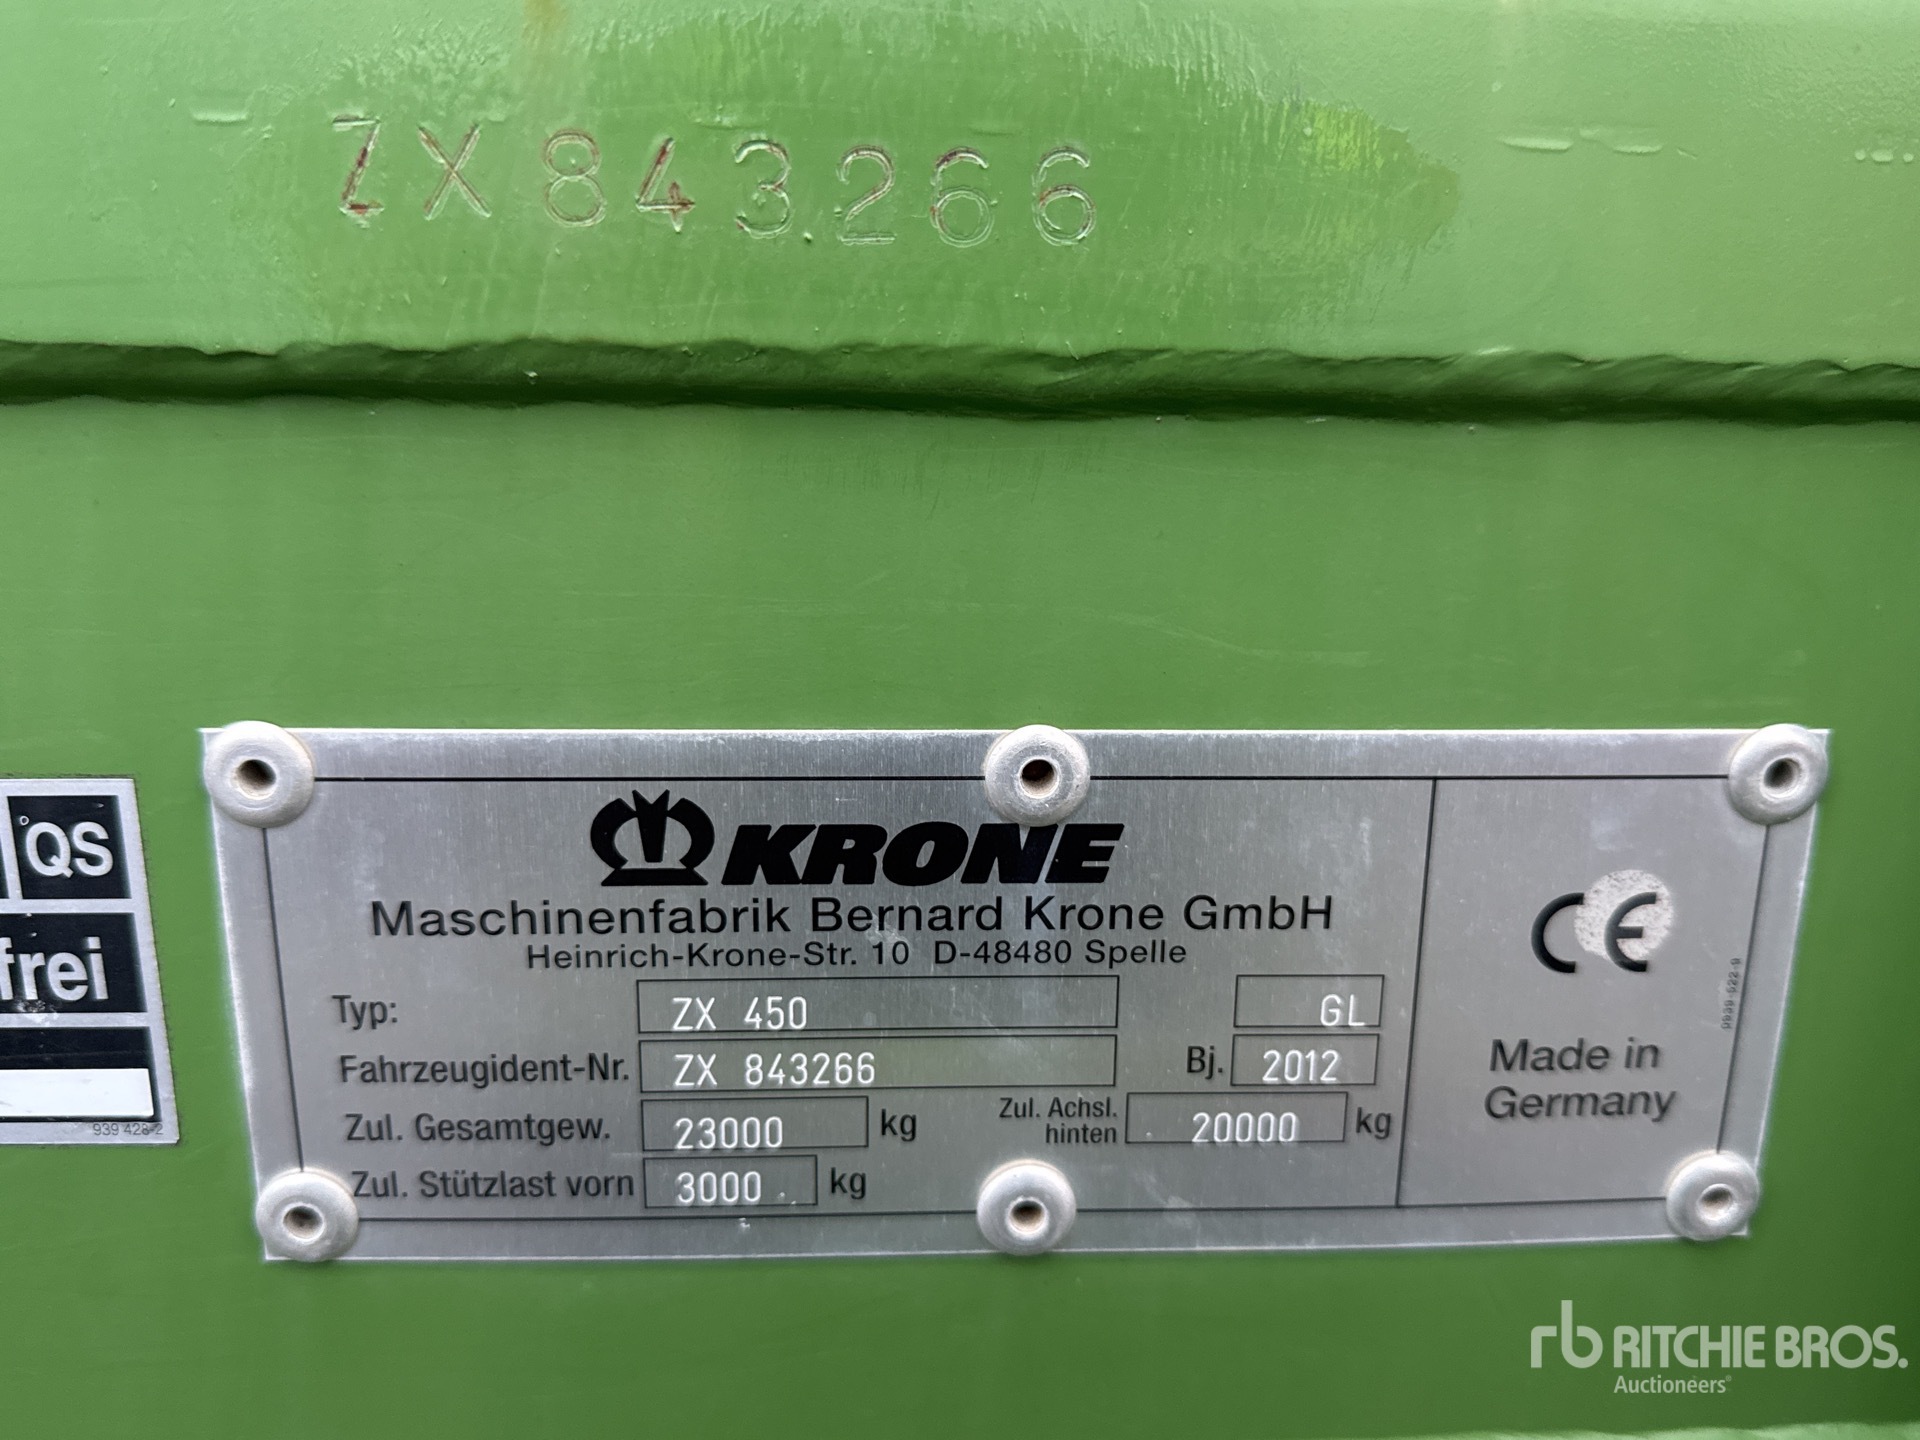 ZX 843266
°QS
frei
939 428-2
KRONE
Maschinenfabrik Bernard Krone GmbH
Heinrich-Krone-Str. 10 D-48480 Spelle
Typ: ZX 450 GL
Fahrzeugident-Nr. ZX 843266 Bj. 2012
Zul. Gesamtgew. 23000 kg Zul. Achsl. hinten 20000 kg
Zul. Stützlast vorn 3000 kg
CE
Made in
Germany
rb RITCHIE BROS.
Auctioneers